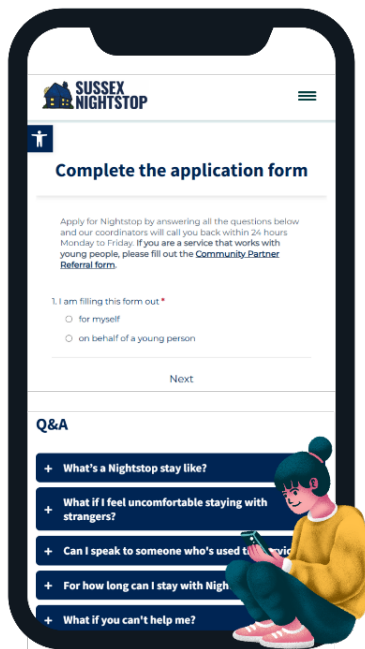 SUSSEX
NIGHTSTOP
Complete the application form
Apply for Nightstop by answering all the questions below
and our coordinators will call you back within 24 hours
Monday to Friday. If you are a service that works with
young people, please fill out the Community Partner
Referral form.
1. I am filling this form out *
for myself
on behalf of a young person
Next
Q&A
+ What's a Nightstop stay like?
+ What if I feel uncomfortable staying with
strangers?
+ Can I speak to someone who's used
+ For how long can I stay with
+ What if you can't help me?